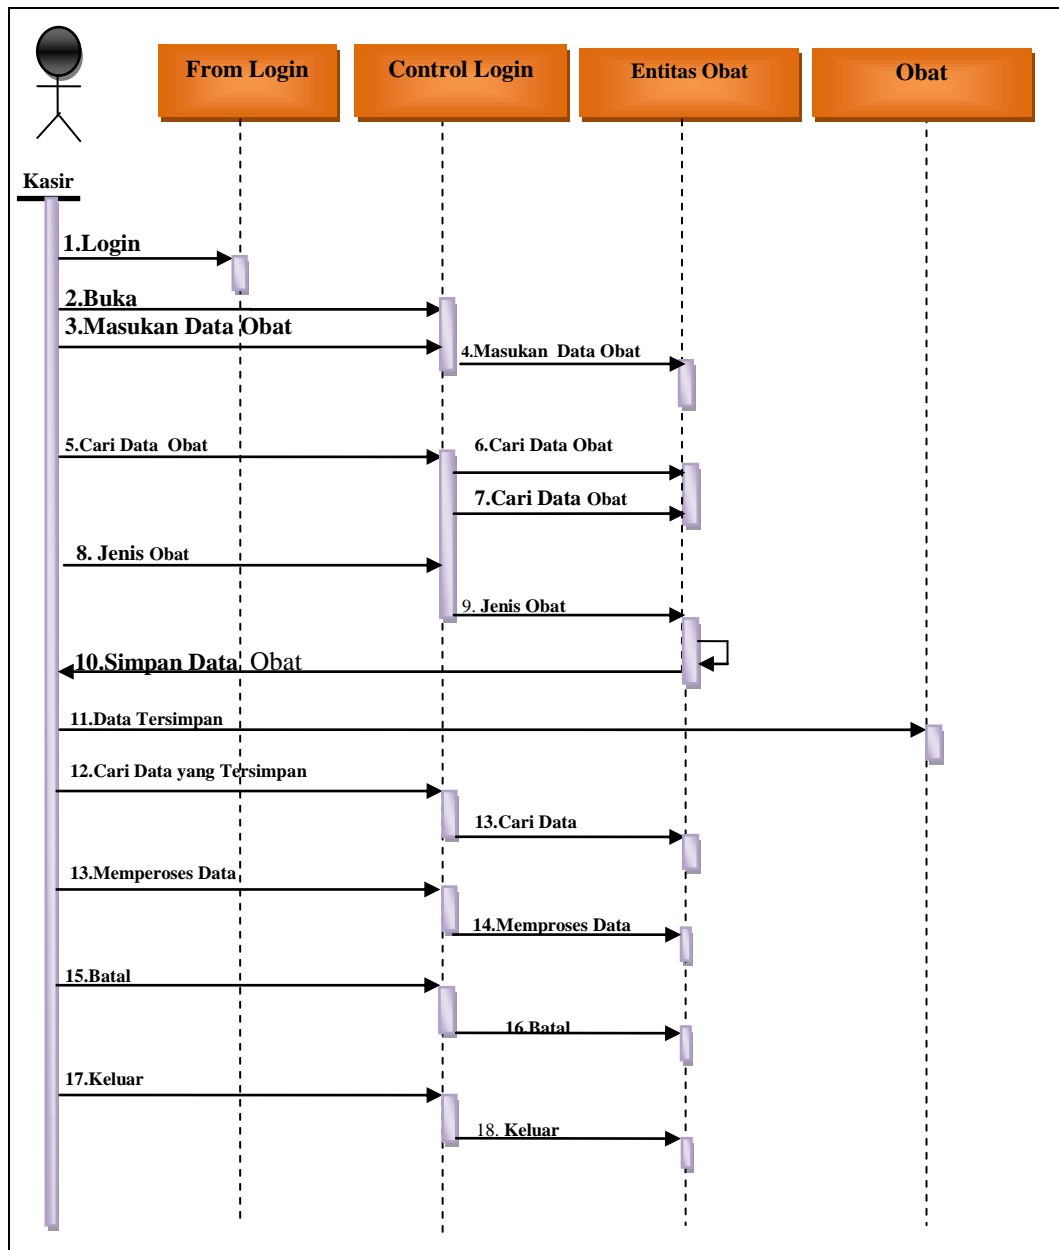 From Login
Control Login
Entitas Obat
Obat
Kasir
1.Login
2.Buka
3.Masukan Data Obat
4.Masukan Data Obat
5.Cari Data Obat
6.Cari Data Obat
7.Cari Data Obat
8. Jenis Obat
9. Jenis Obat
10.Simpan Data Obat
11.Data Tersimpan
12.Cari Data yang Tersimpan
13.Cari Data
13.Memperoses Data
14.Memproses Data
15.Batal
16.Batal
17.Keluar
18. Keluar